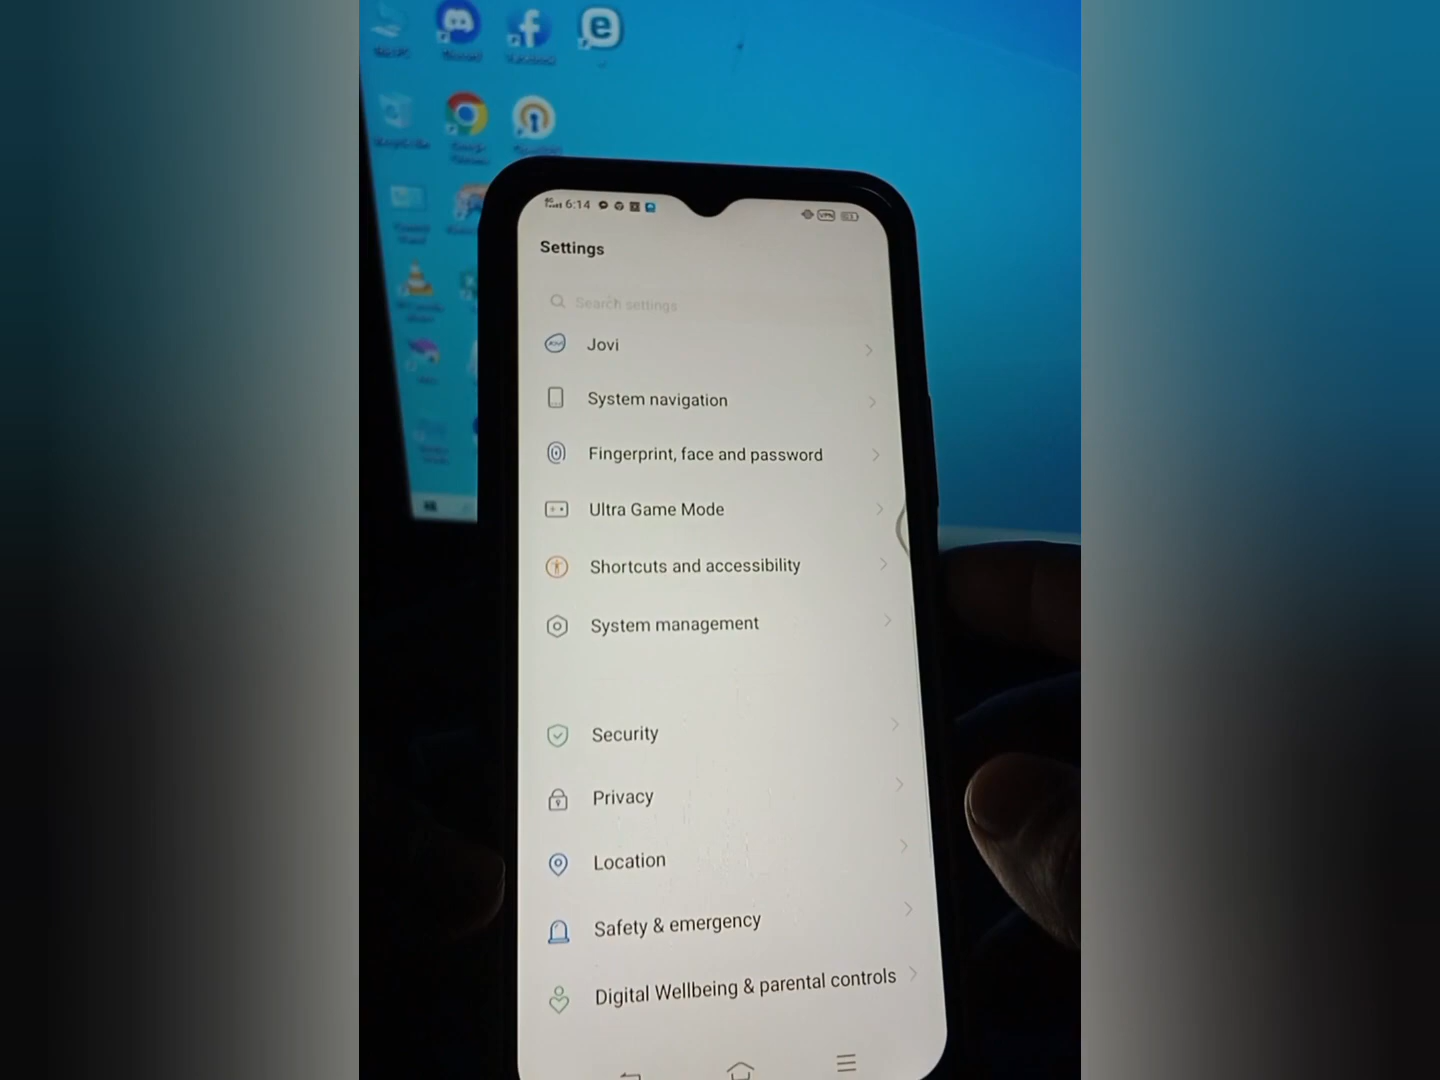 6:14
VPN
Settings
Search settings
Jovi
System navigation
Fingerprint, face and password
Ultra Game Mode
Shortcuts and accessibility
System management
Security
Privacy
Location
Safety & emergency
Digital Wellbeing & parental controls